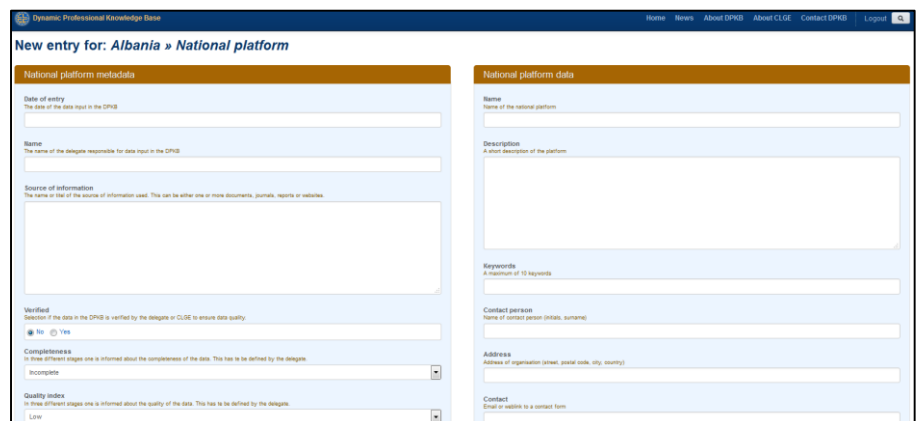 Dynamic Professional Knowledge Base
Home News About DPKB About CLGE Contact DPKB Logout
New entry for: Albania » National platform
National platform metadata
Date of entry
The date of the data input in the DPKB
Name
The name of the delegate responsible for data input in the DPKB
Source of information
The name or titel of the source of information used. This can be either one or more documents, journals, reports or websites.
Verified
Selection if the data in the DPKB is verified by the delegate or CLGE to ensure data quality.
No Yes
Completeness
In three different stages one is informed about the completeness of the data. This has to be defined by the delegate.
Incomplete
Quality index
In three different stages one is informed about the quality of the data. This has to be defined by the delegate.
Low
National platform data
Name
Name of the national platform
Description
A short description of the platform
Keywords
A maximum of 10 keywords
Contact person
Name of contact person (initials, surname)
Address
Address of organisation (street, postal code, city, country)
Contact
Email or weblink to a contact form